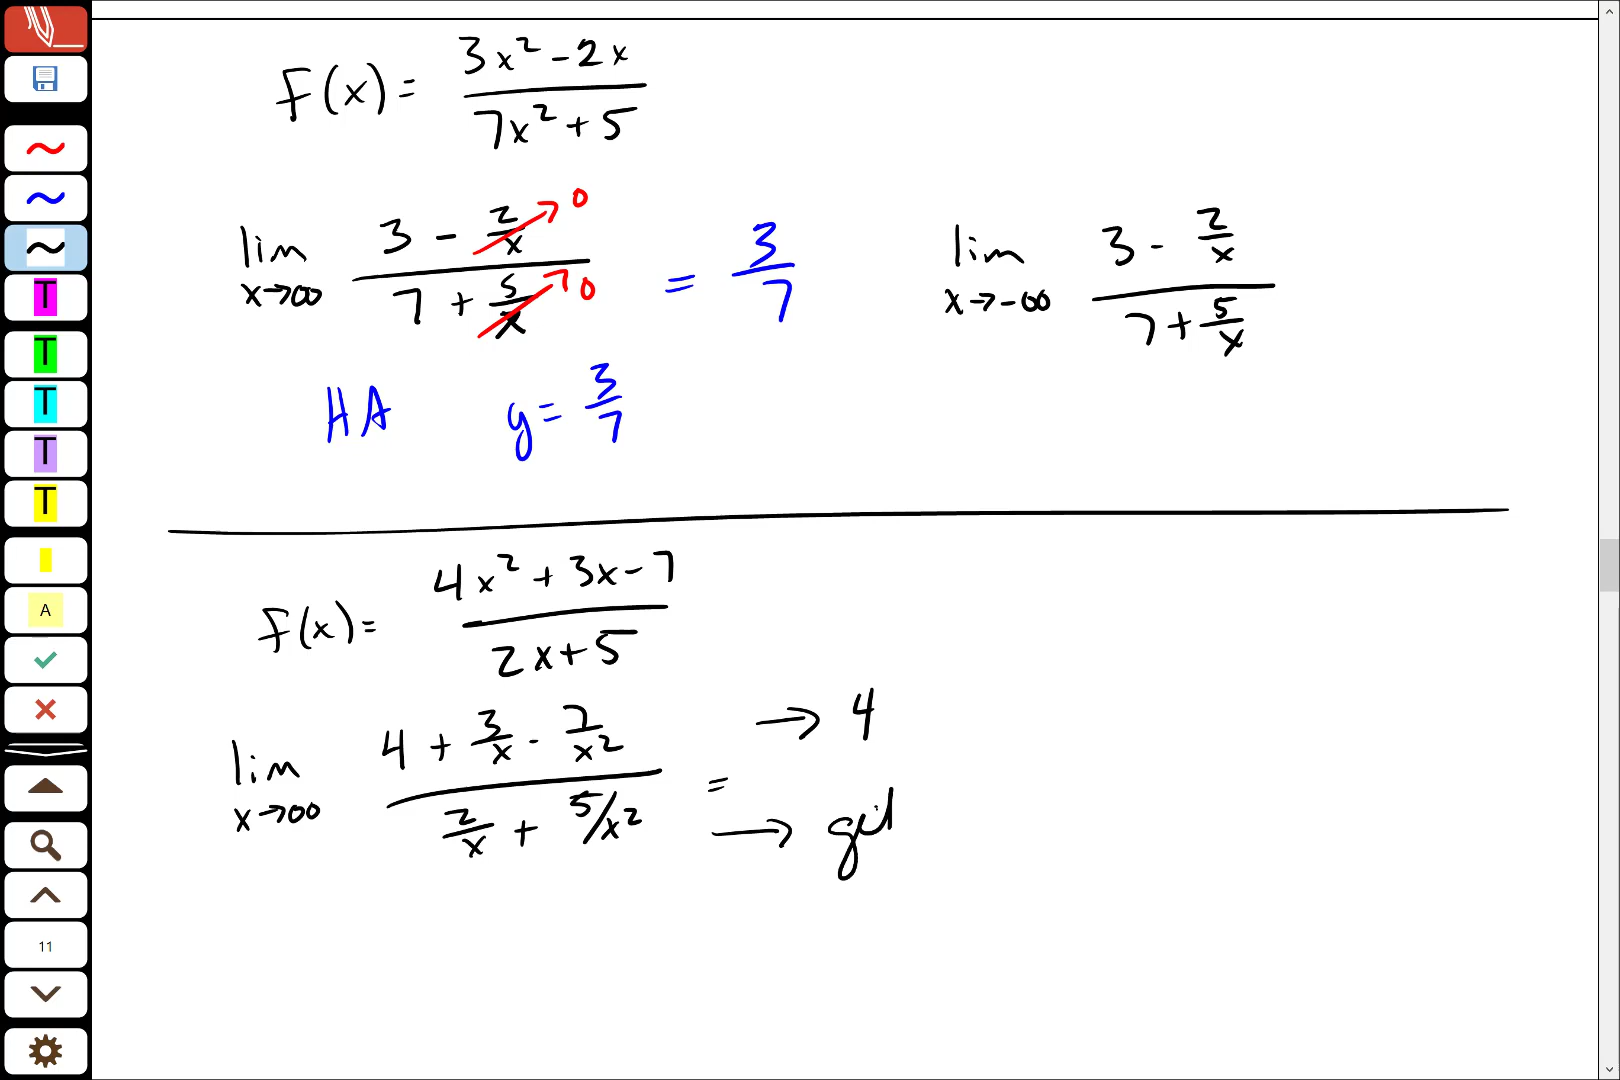 F(x) = (3x² - 2x)/(7x² + 5)
lim x→∞ (3 - 2/x → 0)/(7 + 5/x → 0) = 3/7
lim x→-∞ (3 - 2/x)/(7 + 5/x)
HA y = 3/7
F(x) = (4x² + 3x - 7)/(2x + 5)
lim x→∞ (4 + 3/x - 7/x²)/(2/x + 5/x²) =
→ 4
→
T
T
T
T
T
A
11